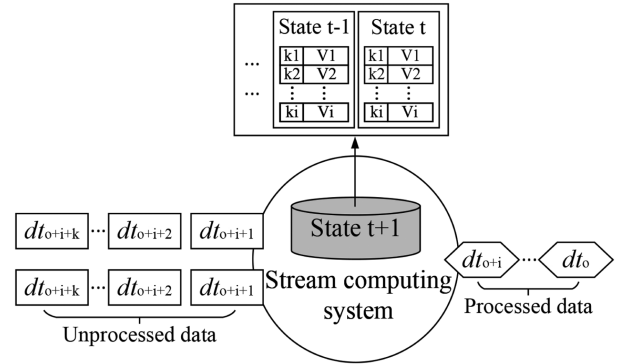 State t-1 State t
... k1 V1 k1 V1
k2 V2 k2 V2
... ⋮ ⋮ ⋮ ⋮
ki Vi ki Vi
State t+1
dto+i+k ... dto+i+2 dto+i+1
dto+i ... dto
Stream computing
system
dto+i+k ... dto+i+2 dto+i+1
Processed data
Unprocessed data